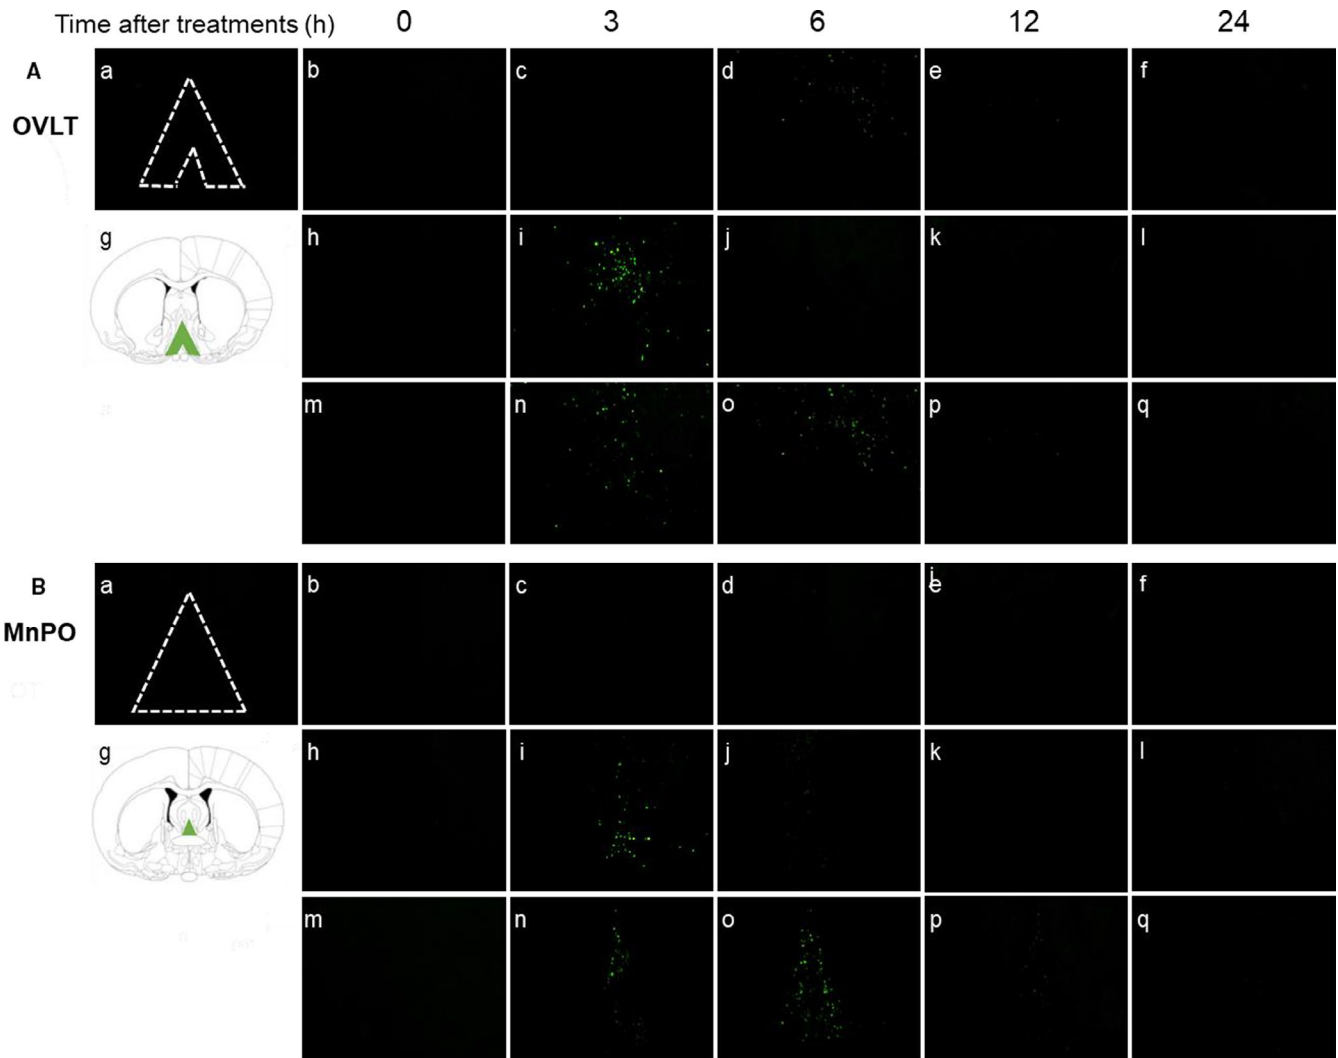 Time after treatments (h) 0 3 6 12 24
A a b c d e f
OVLT
g h i j k l
m n o p q
B a b c d e f
MnPO
g h i j k l
m n o p q